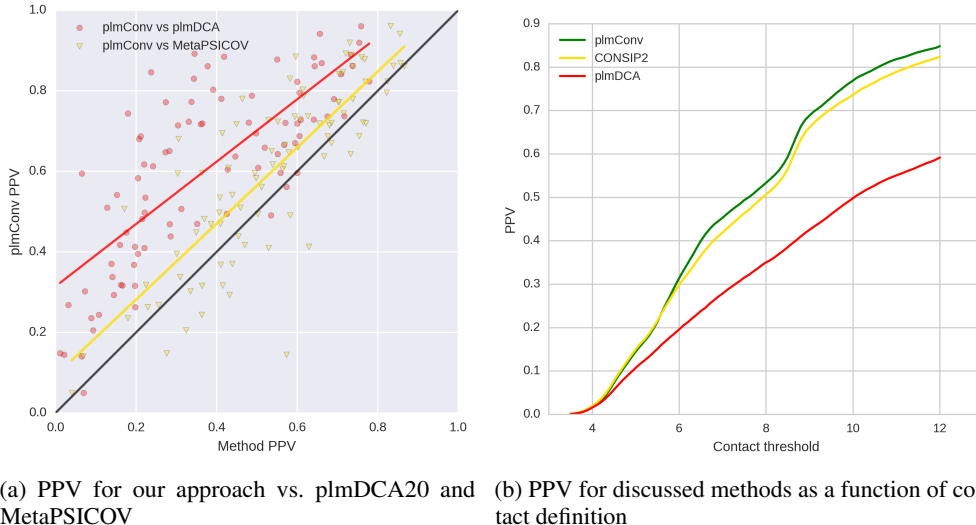 1.0
0.8
0.6
0.4
0.2
0.0
0.0 0.2 0.4 0.6 0.8 1.0
plmConv PPV
Method PPV
plmConv vs plmDCA
plmConv vs MetaPSICOV
0.9
0.8
0.7
0.6
0.5
0.4
0.3
0.2
0.1
0.0
4 6 8 10 12
PPV
Contact threshold
plmConv
CONSIP2
plmDCA
(a) PPV for our approach vs. plmDCA20 and
MetaPSICOV
(b) PPV for discussed methods as a function of co
tact definition